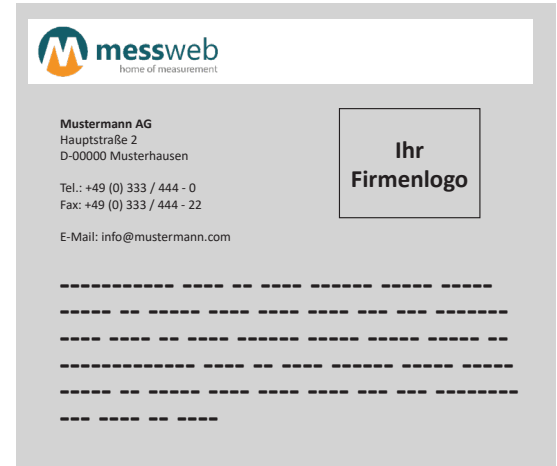 messweb
home of measurement
Mustermann AG
Hauptstraße 2
D-00000 Musterhausen
Tel.: +49 (0) 333 / 444 - 0
Fax: +49 (0) 333 / 444 - 22
E-Mail: info@mustermann.com
Ihr
Firmenlogo